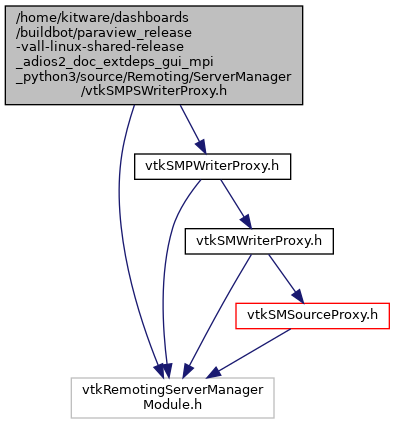 /home/kitware/dashboards
/buildbot/paraview_release
-vall-linux-shared-release
_adios2_doc_extdeps_gui_mpi
_python3/source/Remoting/ServerManager
/vtkSMPSWriterProxy.h
vtkSMPWriterProxy.h
vtkSMWriterProxy.h
vtkSMSourceProxy.h
vtkRemotingServerManager
Module.h